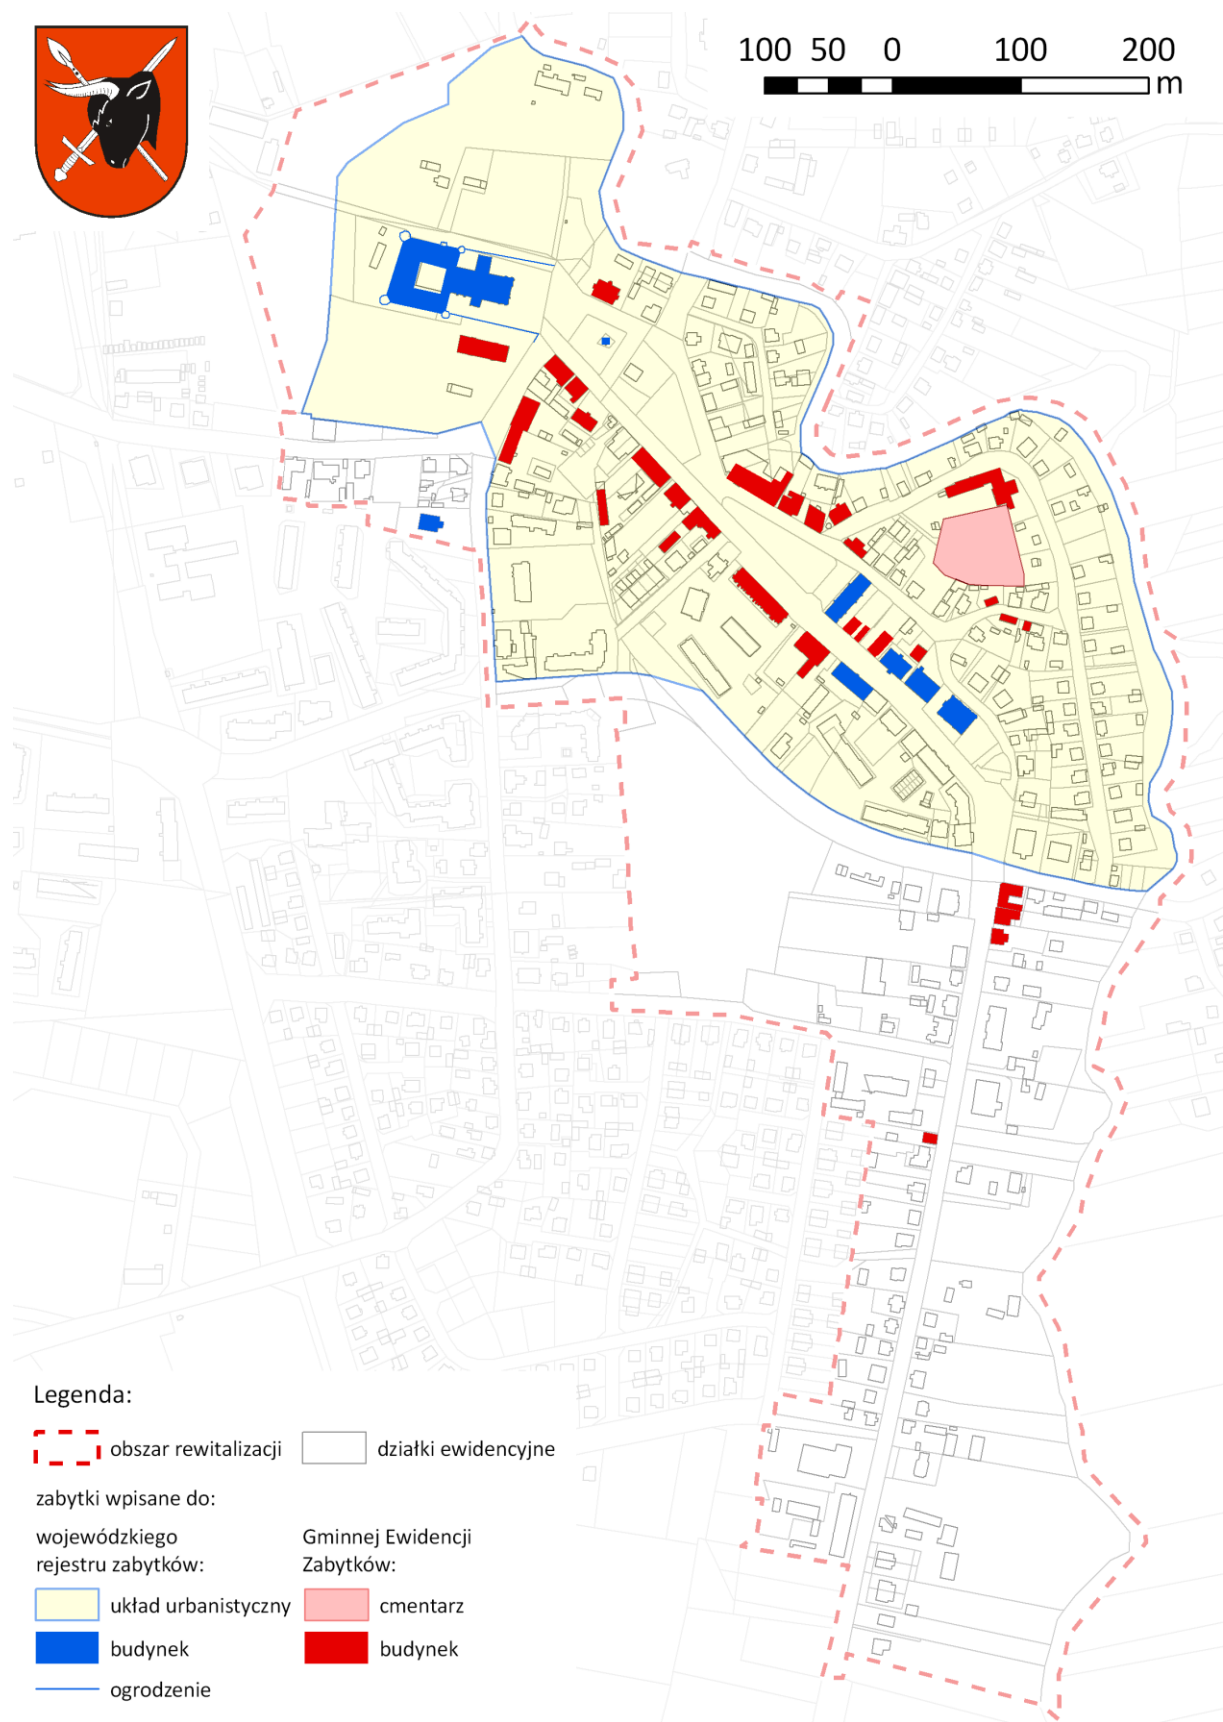 100 50 0 100 200
m
Legenda:
obszar rewitalizacji
działki ewidencyjne
zabytki wpisane do:
wojewódzkiego
rejestru zabytków:
układ urbanistyczny
budynek
ogrodzenie
Gminnej Ewidencji
Zabytków:
cmentarz
budynek